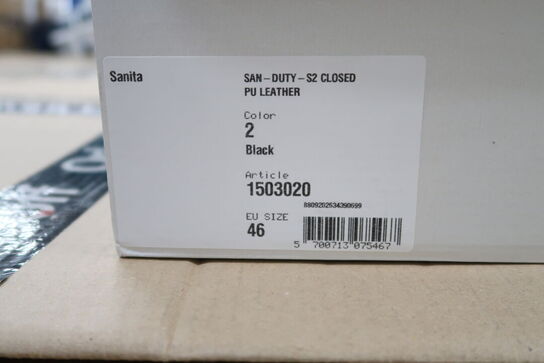 Sanita
SAN-DUTY-S2 CLOSED
PU LEATHER
Color
2
Black
Article
1503020
8809202534390699
EU SIZE
46
5 700713 075467